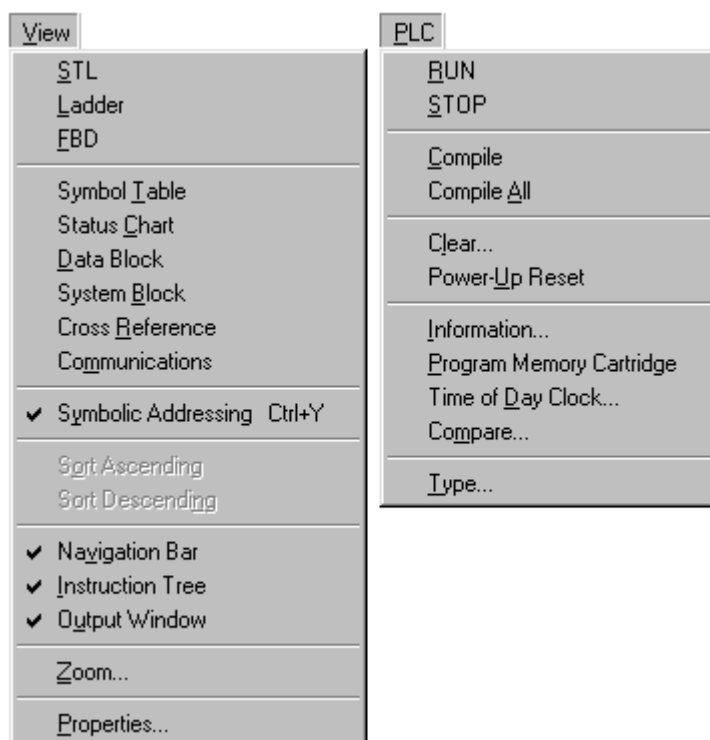 View
STL
Ladder
FBD
Symbol Table
Status Chart
Data Block
System Block
Cross Reference
Communications
Symbolic Addressing Ctrl+Y
Sort Ascending
Sort Descending
Navigation Bar
Instruction Tree
Output Window
Zoom...
Properties...
PLC
RUN
STOP
Compile
Compile All
Clear...
Power-Up Reset
Information...
Program Memory Cartridge
Time of Day Clock...
Compare...
Type...